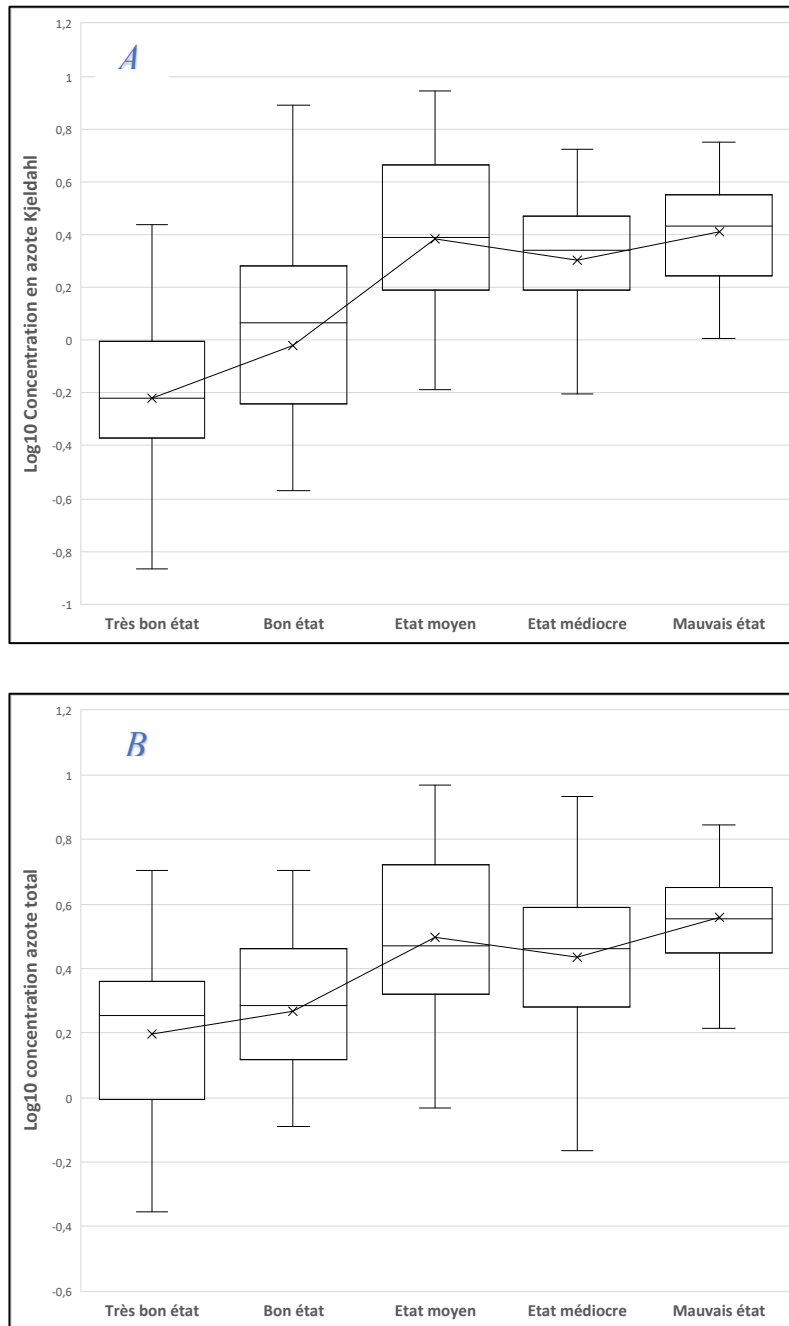 A
Log10 Concentration en azote Kjeldahl
1,2
1
0,8
0,6
0,4
0,2
0
-0,2
-0,4
-0,6
-0,8
-1
Très bon état
Bon état
Etat moyen
Etat médiocre
Mauvais état
B
Log10 concentration azote total
1,2
1
0,8
0,6
0,4
0,2
0
-0,2
-0,4
-0,6
Très bon état
Bon état
Etat moyen
Etat médiocre
Mauvais état